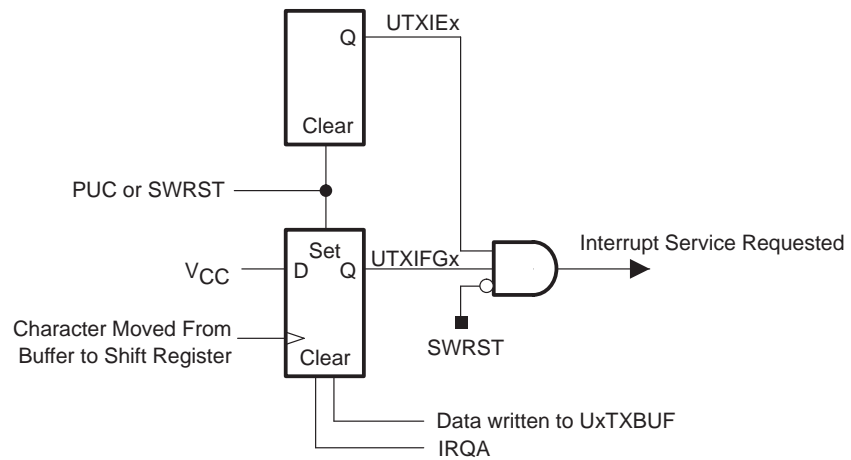 UTXIEx
Q
Clear
PUC or SWRST
Set
UTXIFGx
VCC
D
Q
Interrupt Service Requested
Character Moved From
Buffer to Shift Register
Clear
SWRST
Data written to UxTXBUF
IRQA